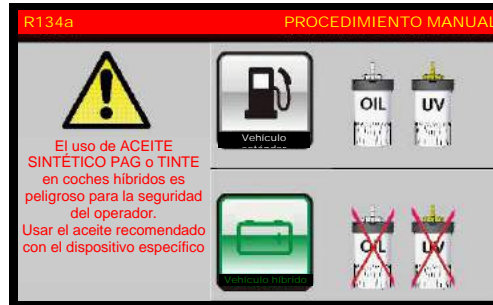 R134a PROCEDIMIENTO MANUAL
El uso de ACEITE
SINTÉTICO PAG o TINTE
en coches híbridos es
peligroso para la seguridad
del operador.
Usar el aceite recomendado
con el dispositivo específico
Vehículo
estándar
OIL UV
Vehículo híbrido
OIL UV